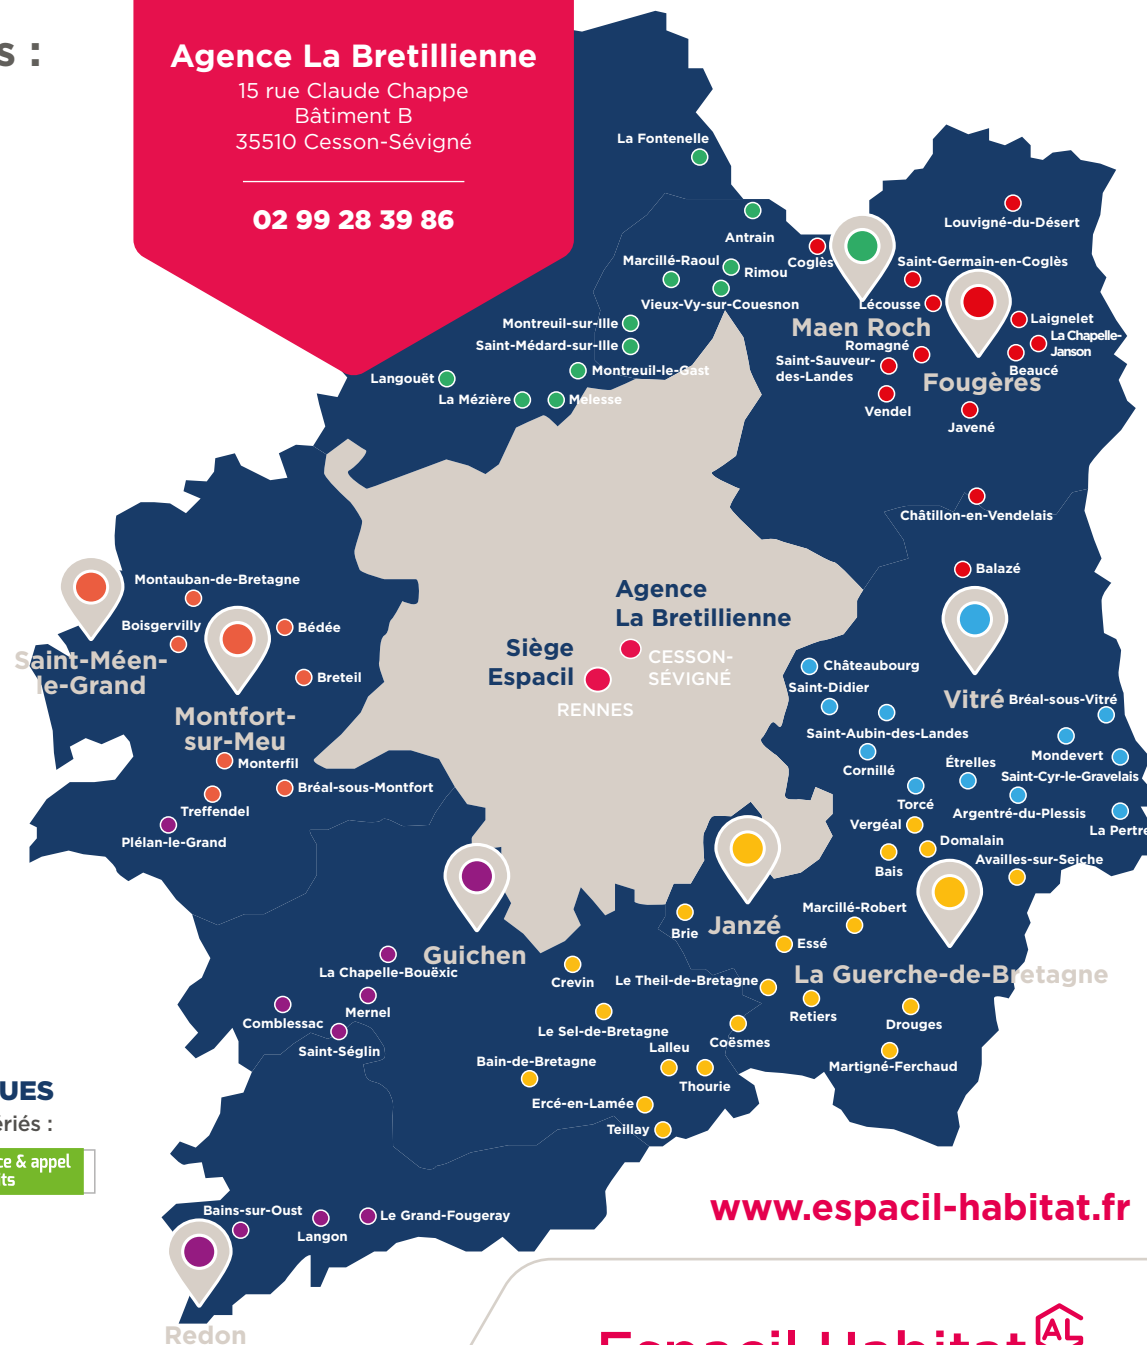 s :
Agence La Bretillienne
15 rue Claude Chappe
Bâtiment B
35510 Cesson-Sévigné
02 99 28 39 86
La Fontenelle
Louvigné-du-Désert
Antrain
Coglès
Marcillé-Raoul
Rimou
Saint-Germain-en-Coglès
Vieux-Vy-sur-Couesnon
Lécousse
Montreuil-sur-Ille
Maen Roch
Laignelet
La Chapelle-
Janson
Saint-Médard-sur-Ille
Romagné
Saint-Sauveur-
des-Landes
Beaucé
Langouët
Montreuil-le-Gast
Fougères
La Mézière
Melesse
Vendel
Javené
Châtillon-en-Vendelais
Balazé
Montauban-de-Bretagne
Boisgervilly
Bédée
Saint-Méen-
le-Grand
Breteil
Montfort-
sur-Meu
Monterfil
Bréal-sous-Montfort
Treffendel
Plélan-le-Grand
Agence
La Bretillienne
Siège
Espacil
CESSON-
SÉVIGNÉ
RENNES
Châteaubourg
Saint-Didier
Vitré
Bréal-sous-Vitré
Saint-Aubin-des-Landes
Mondevert
Cornillé
Étrelles
Saint-Cyr-le-Gravelais
Torcé
Argentré-du-Plessis
La Pertre
Vergéal
Domalain
Bais
Availles-sur-Seiche
Marcillé-Robert
Brie
Janzé
Essé
Guichen
La Guerche-de-Bretagne
La Chapelle-Bouëxic
Crevin
Le Theil-de-Bretagne
Mernel
Retiers
Comblessac
Drouges
Le Sel-de-Bretagne
Coësmes
Saint-Séglin
Lalleu
Bain-de-Bretagne
Thourie
Martigné-Ferchaud
Ercé-en-Lamée
Teillay
UES
ériés :
ce & appel
its
Bains-sur-Oust
Langon
Le Grand-Fougeray
Redon
www.espacil-habitat.fr
Espacil Habitat
AL